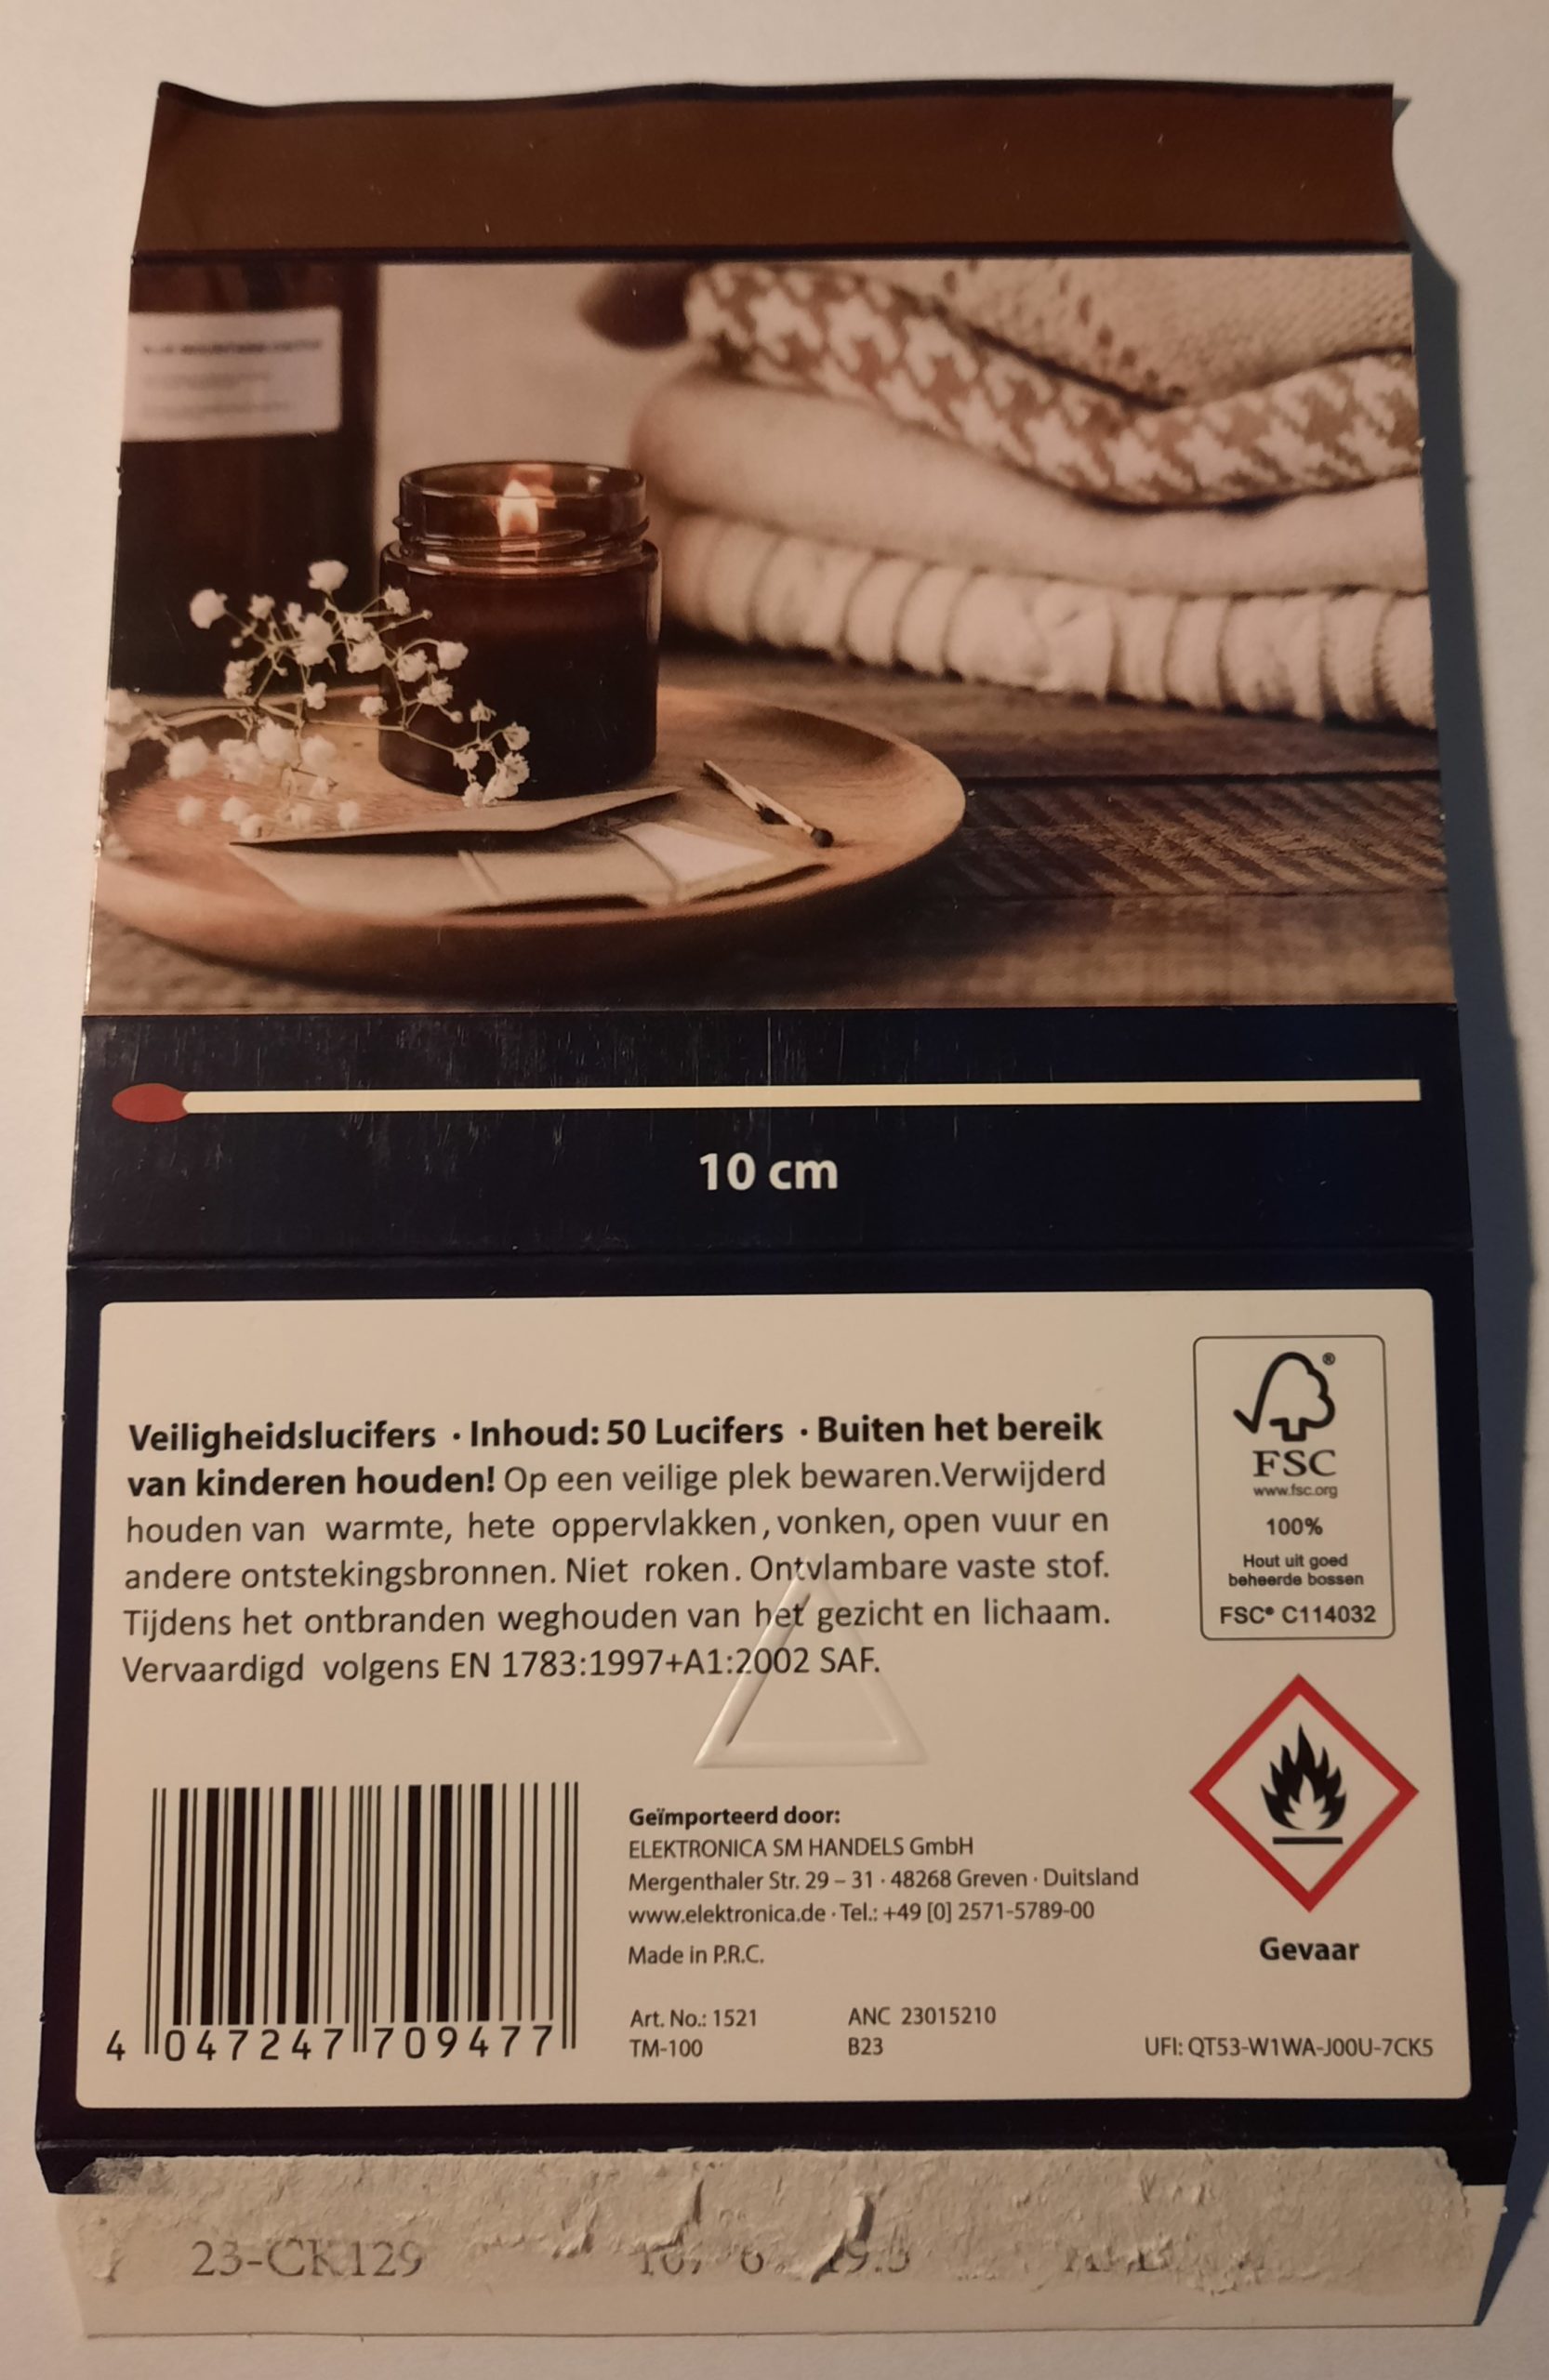 10 cm
Veiligheidslucifers · Inhoud: 50 Lucifers · Buiten het bereik
van kinderen houden! Op een veilige plek bewaren.Verwijderd
houden van warmte, hete oppervlakken, vonken, open vuur en
andere ontstekingsbronnen. Niet roken. Ontvlambare vaste stof.
Tijdens het ontbranden weghouden van het gezicht en lichaam.
Vervaardigd volgens EN 1783:1997+A1:2002 SAF.
FSC®
www.fsc.org
100%
Hout uit goed
beheerde bossen
FSC® C114032
Gevaar
4 047247 709477
Geïmporteerd door:
ELEKTRONICA SM HANDELS GmbH
Mergenthaler Str. 29 – 31 · 48268 Greven · Duitsland
www.elektronica.de · Tel.: +49 [0] 2571-5789-00
Made in P.R.C.
Art. No.: 1521 ANC 23015210
TM-100 B23
UFI: QT53-W1WA-J00U-7CK5
23-CK129